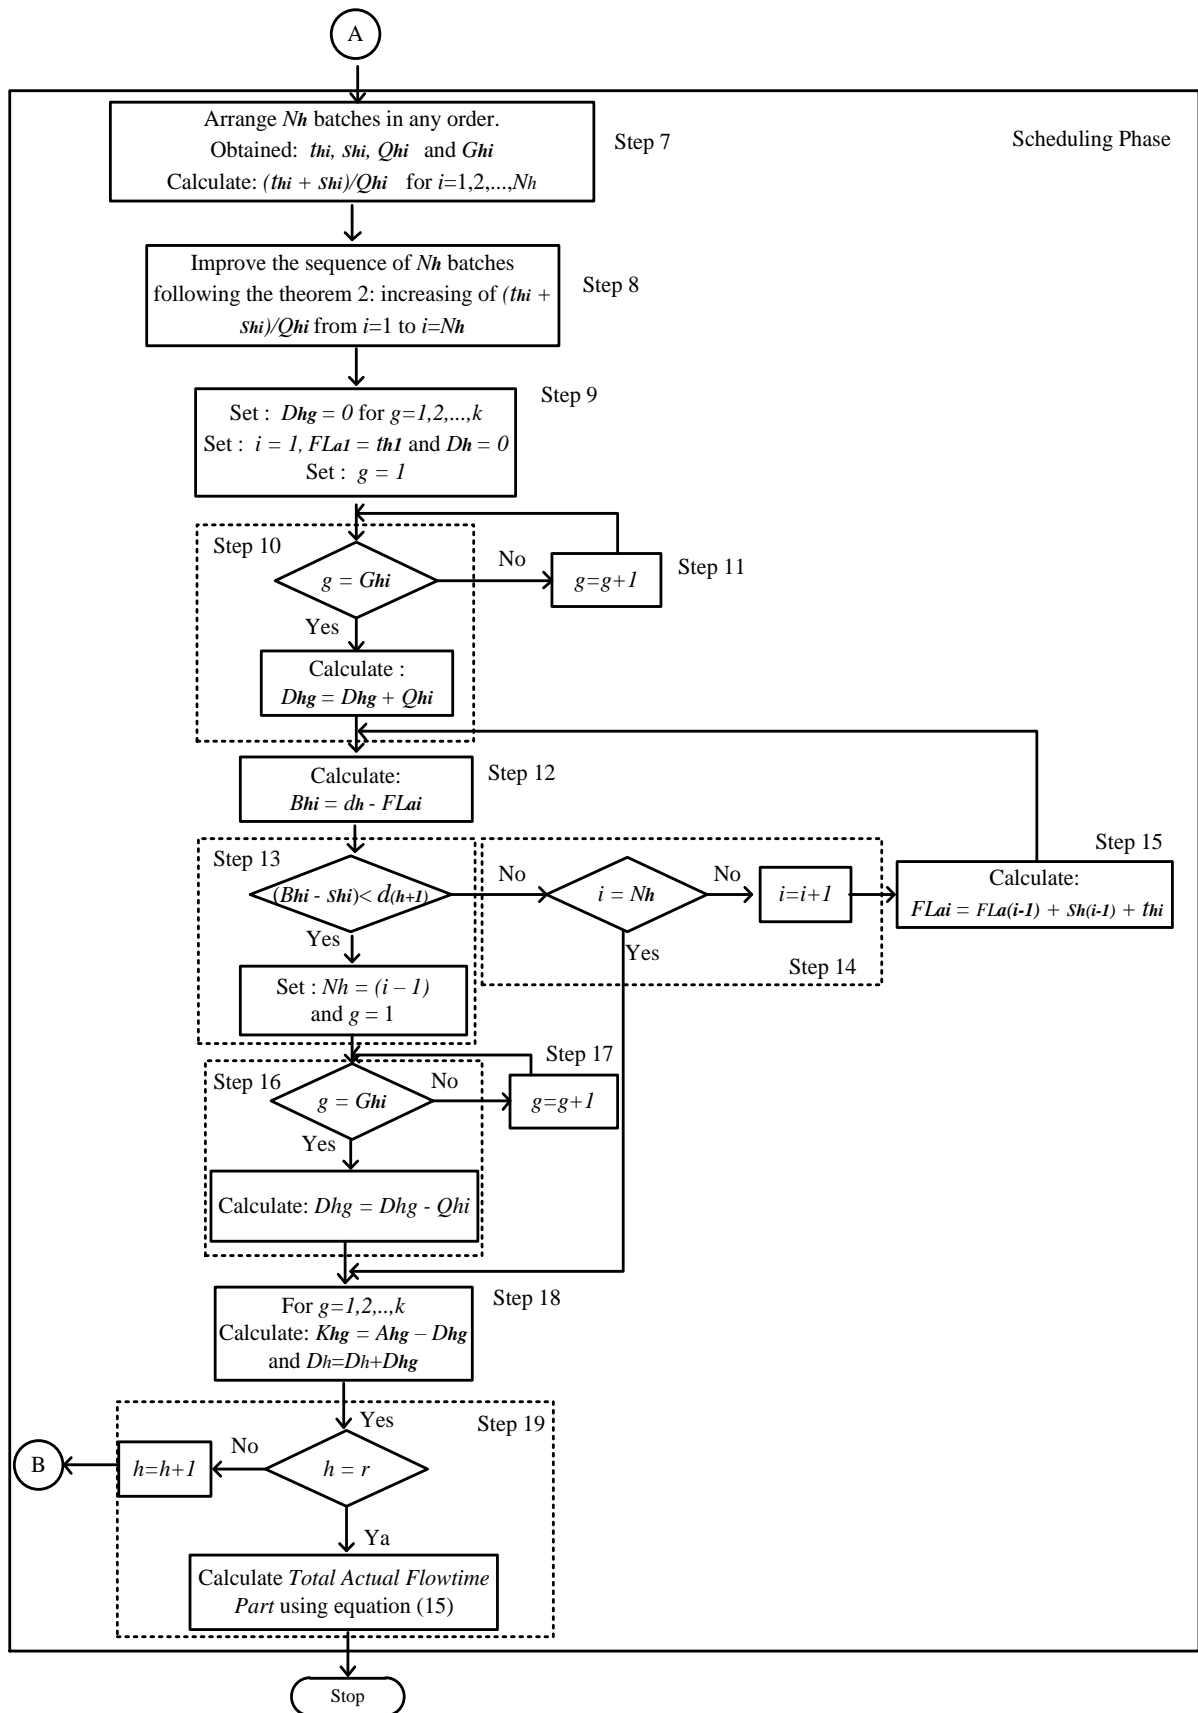 A
Scheduling Phase
Arrange Nh batches in any order.
Obtained: thi, shi, Qhi and Ghi
Calculate: (thi + shi)/Qhi for i=1,2,...,Nh
Step 7
Improve the sequence of Nh batches
following the theorem 2: increasing of (thi +
shi)/Qhi from i=1 to i=Nh
Step 8
Set : Dhg = 0 for g=1,2,...,k
Set : i = 1, FLa1 = th1 and Dh = 0
Set : g = 1
Step 9
Step 10
g = Ghi
No
g=g+1
Step 11
Yes
Calculate :
Dhg = Dhg + Qhi
Calculate:
Bhi = dh - FLai
Step 12
Step 13
(Bhi - shi)< d(h+1)
No
i = Nh
No
i=i+1
Step 15
Calculate:
FLai = FLa(i-1) + sh(i-1) + thi
Yes
Yes
Step 14
Set : Nh = (i – 1)
and g = 1
Step 17
Step 16
g = Ghi
No
g=g+1
Yes
Calculate: Dhg = Dhg - Qhi
For g=1,2,..,k
Calculate: Khg = Ahg – Dhg
and Dh=Dh+Dhg
Step 18
Yes
Step 19
B
h=h+1
No
h = r
Ya
Calculate Total Actual Flowtime
Part using equation (15)
Stop